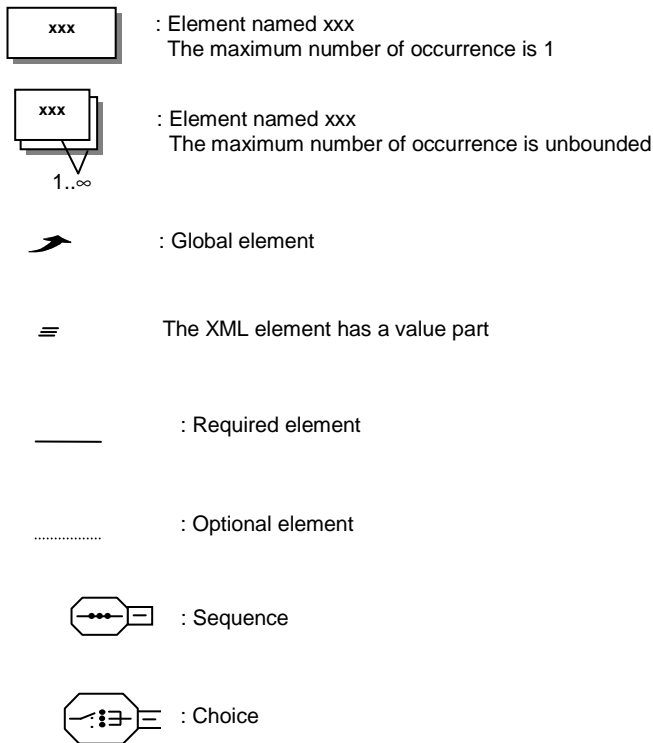 xxx
: Element named xxx
The maximum number of occurrence is 1
xxx
: Element named xxx
The maximum number of occurrence is unbounded
1..∞
: Global element
The XML element has a value part
: Required element
: Optional element
: Sequence
: Choice